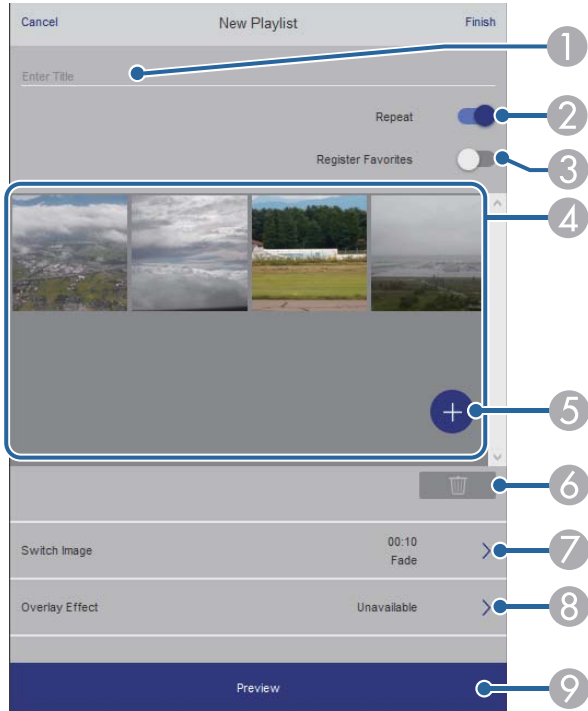 Cancel New Playlist Finish
1
Enter Title
Repeat 2
Register Favorites 3
4
+ 5
6
Switch Image 00:10 7
Fade
Overlay Effect Unavailable 8
Preview 9